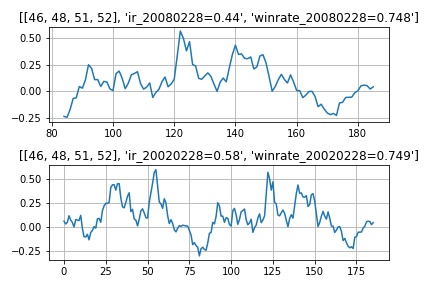 [[46, 48, 51, 52], 'ir_20080228=0.44', 'winrate_20080228=0.748']
0.50
0.25
0.00
−0.25
80 100 120 140 160 180
[[46, 48, 51, 52], 'ir_20020228=0.58', 'winrate_20020228=0.749']
0.50
0.25
0.00
−0.25
0 25 50 75 100 125 150 175